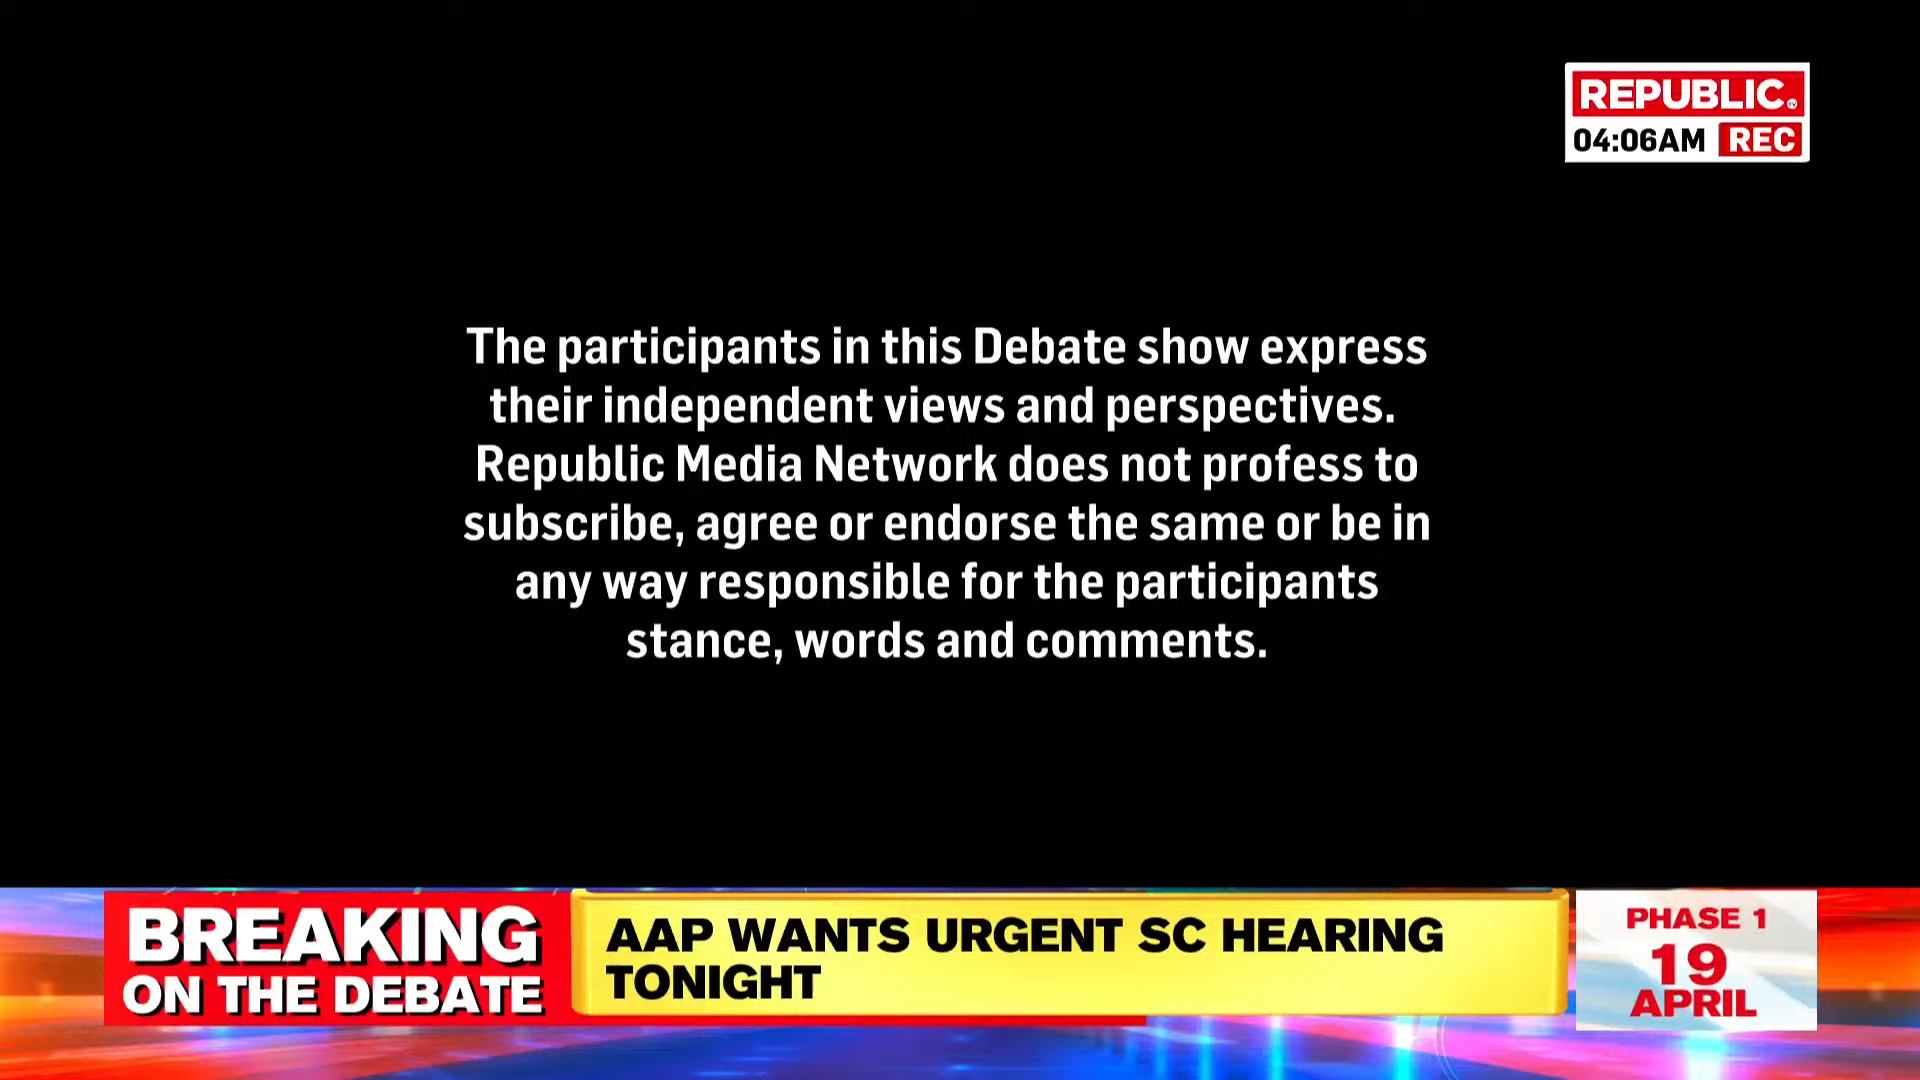 REPUBLIC.
04:06AM REC
The participants in this Debate show express
their independent views and perspectives.
Republic Media Network does not profess to
subscribe, agree or endorse the same or be in
any way responsible for the participants
stance, words and comments.
BREAKING
ON THE DEBATE
AAP WANTS URGENT SC HEARING
TONIGHT
PHASE 1
19
APRIL